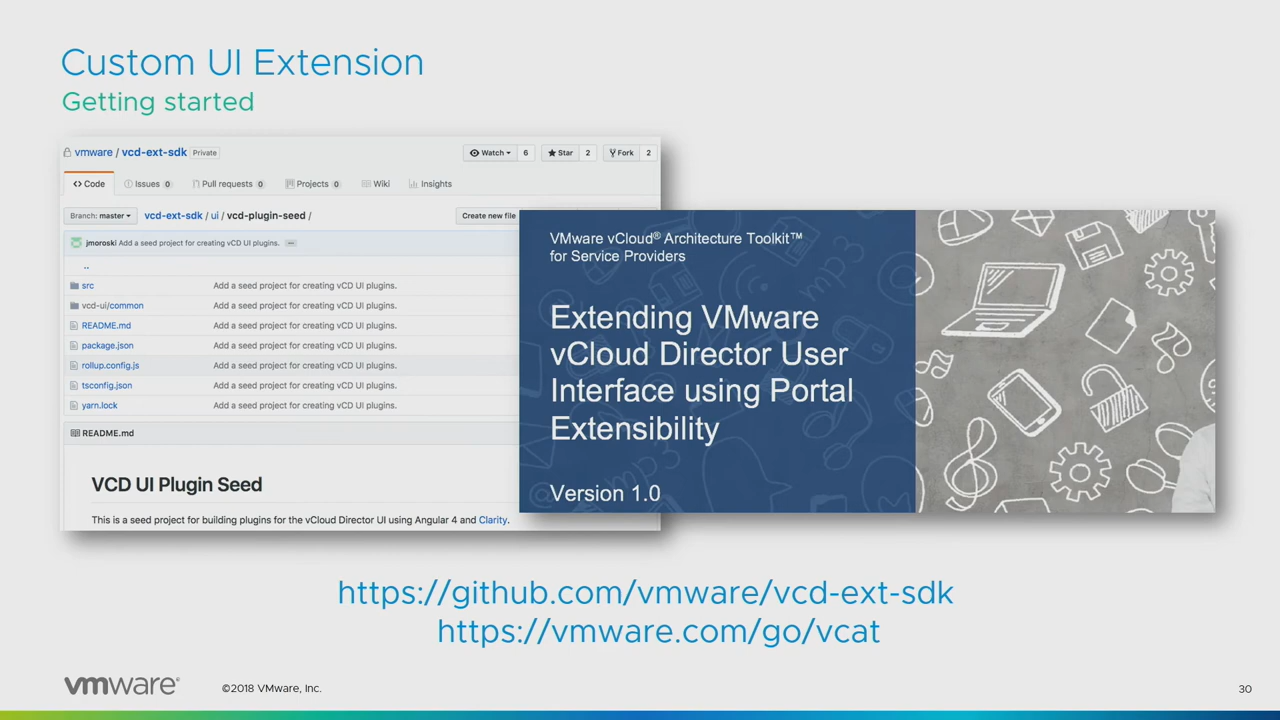 Custom UI Extension
Getting started
vmware / vcd-ext-sdk Private
Watch 6 Star 2 Fork 2
Code Issues 0 Pull requests 0 Projects 0 Wiki Insights
Branch: master vcd-ext-sdk / ui / vcd-plugin-seed / Create new file
jmoroski Add a seed project for creating vCD UI plugins.
..
src Add a seed project for creating vCD UI plugins.
vcd-ui/common Add a seed project for creating vCD UI plugins.
README.md Add a seed project for creating vCD UI plugins.
package.json Add a seed project for creating vCD UI plugins.
rollup.config.js Add a seed project for creating vCD UI plugins.
tsconfig.json Add a seed project for creating vCD UI plugins.
yarn.lock Add a seed project for creating vCD UI plugins.
README.md
VCD UI Plugin Seed
This is a seed project for building plugins for the vCloud Director UI using Angular 4 and Clarity.
VMware vCloud® Architecture Toolkit™
for Service Providers
Extending VMware
vCloud Director User
Interface using Portal
Extensibility
Version 1.0
https://github.com/vmware/vcd-ext-sdk
https://vmware.com/go/vcat
vmware®
©2018 VMware, Inc.
30